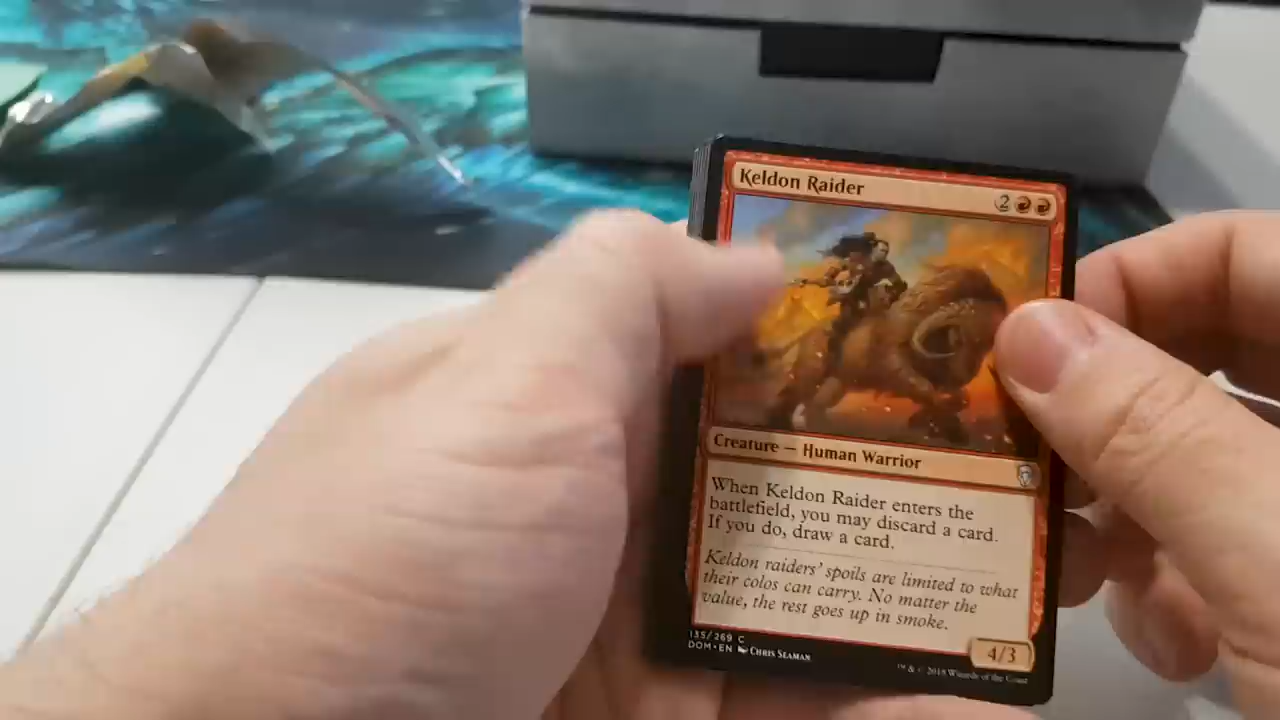 Keldon Raider
2
Creature — Human Warrior
When Keldon Raider enters the
battlefield, you may discard a card.
If you do, draw a card.
Keldon raiders' spoils are limited to what
their colos can carry. No matter the
value, the rest goes up in smoke.
4/3
135/269 C
DOM • EN Chris Seaman
™ & © 2018 Wizards of the Coast